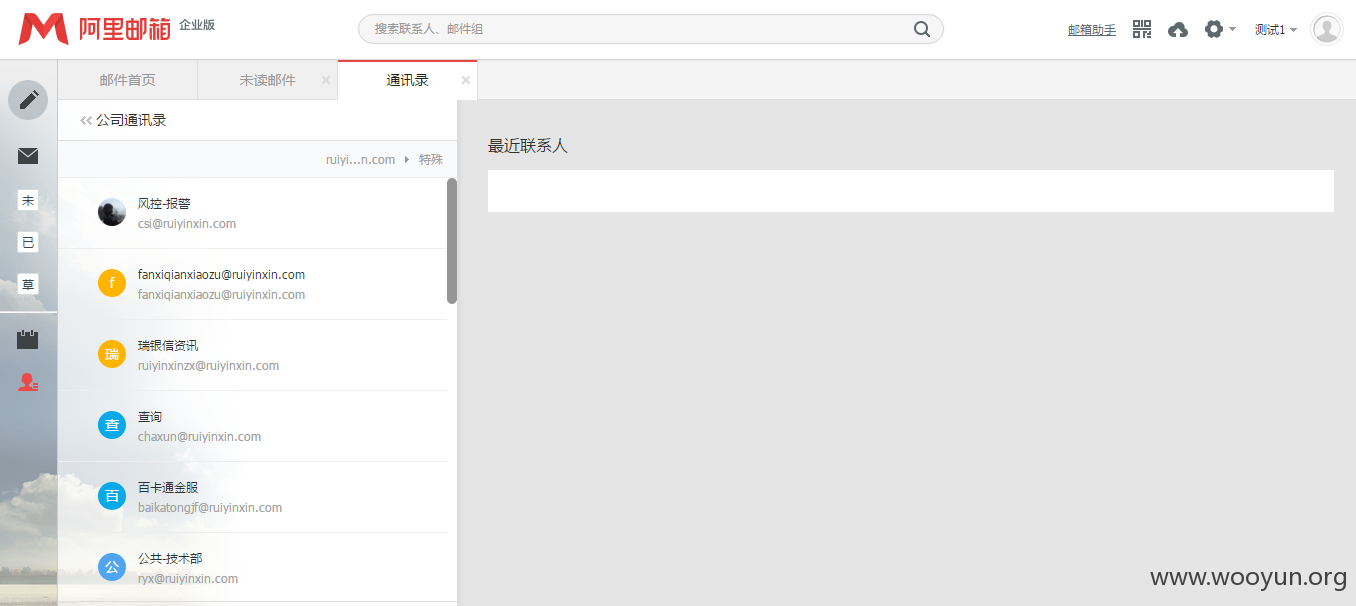 阿里邮箱 企业版
搜索联系人、邮件组
邮箱助手
测试1
邮件首页
未读邮件
通讯录
公司通讯录
ruiyi...n.com 特殊
未
已
草
风控-报警
csi@ruiyinxin.com
f
fanxiqianxiaozu@ruiyinxin.com
fanxiqianxiaozu@ruiyinxin.com
瑞
瑞银信资讯
ruiyinxinzx@ruiyinxin.com
查
查询
chaxun@ruiyinxin.com
百
百卡通金服
baikatongjf@ruiyinxin.com
公
公共-技术部
ryx@ruiyinxin.com
最近联系人
www.wooyun.org